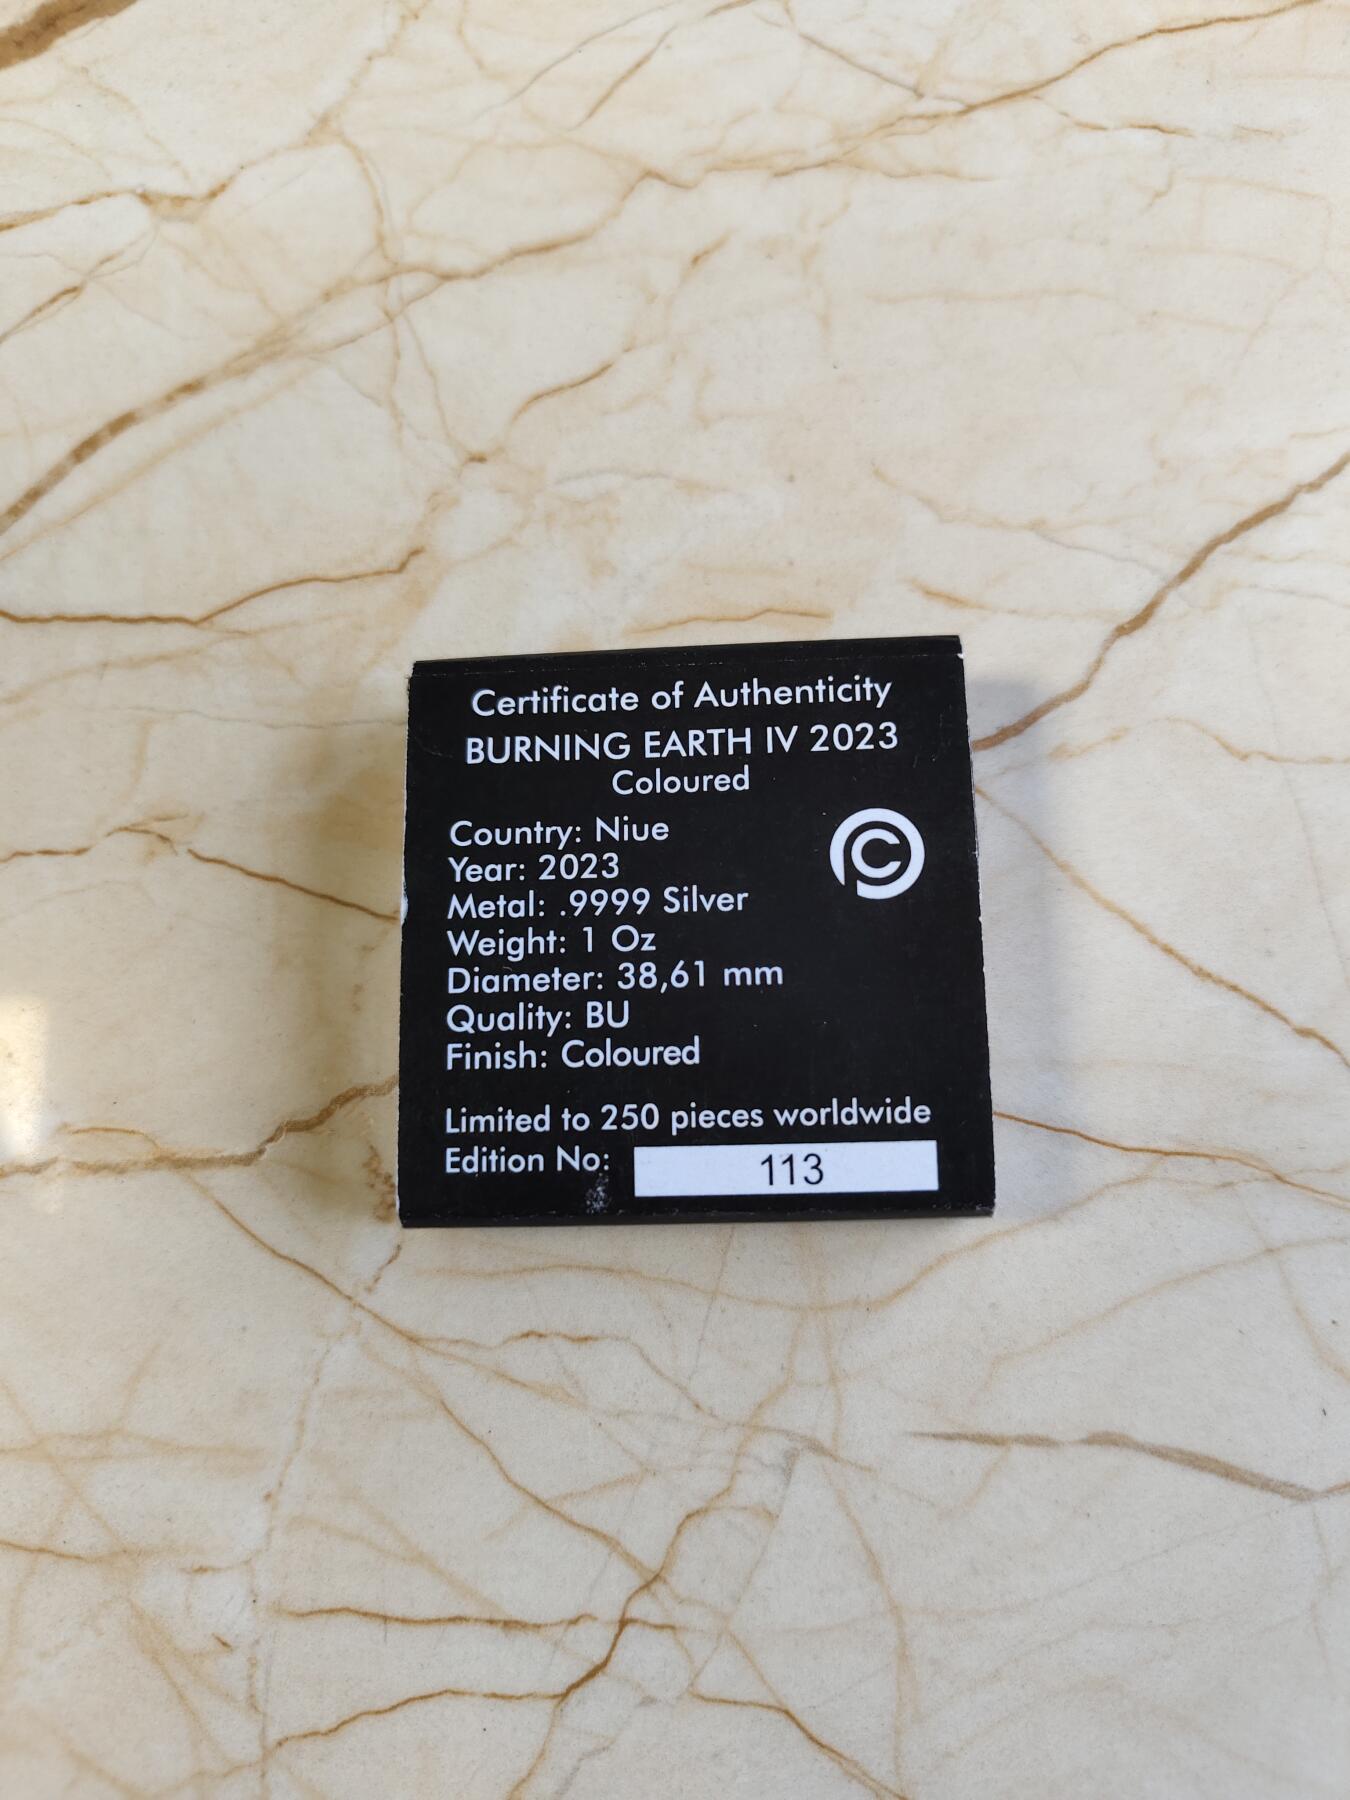 Certificate of Authenticity
BURNING EARTH IV 2023
Coloured
Country: Niue
Year: 2023
Metal: .9999 Silver
Weight: 1 Oz
Diameter: 38,61 mm
Quality: BU
Finish: Coloured
Limited to 250 pieces worldwide
Edition No: 113